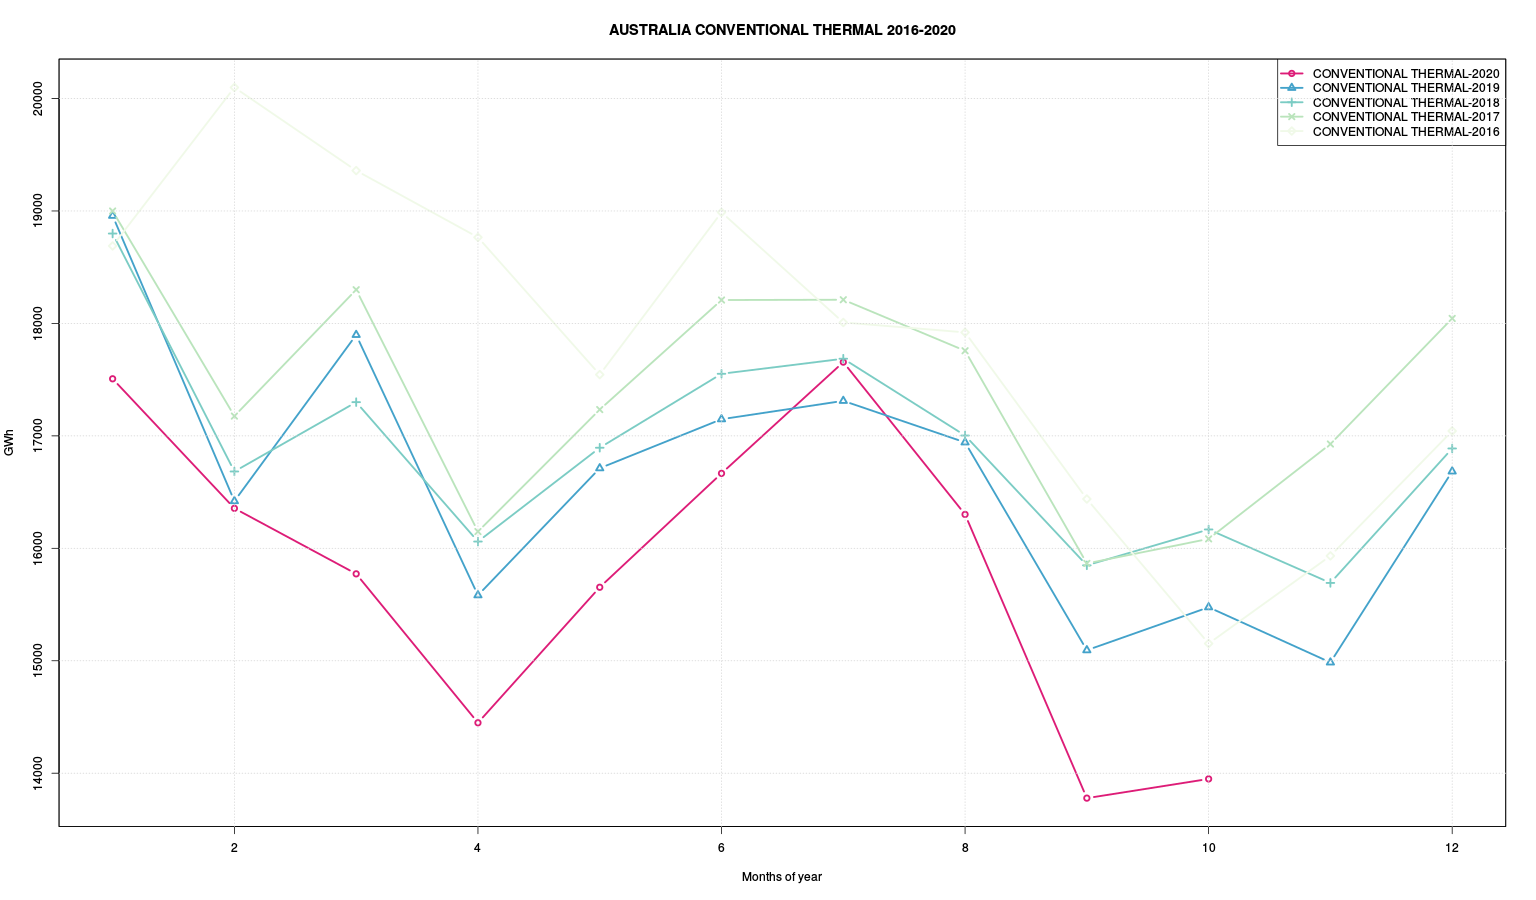 AUSTRALIA CONVENTIONAL THERMAL 2016-2020
CONVENTIONAL THERMAL-2020
CONVENTIONAL THERMAL-2019
CONVENTIONAL THERMAL-2018
CONVENTIONAL THERMAL-2017
CONVENTIONAL THERMAL-2016
20000
19000
18000
17000
16000
15000
14000
GWh
2 4 6 8 10 12
Months of year